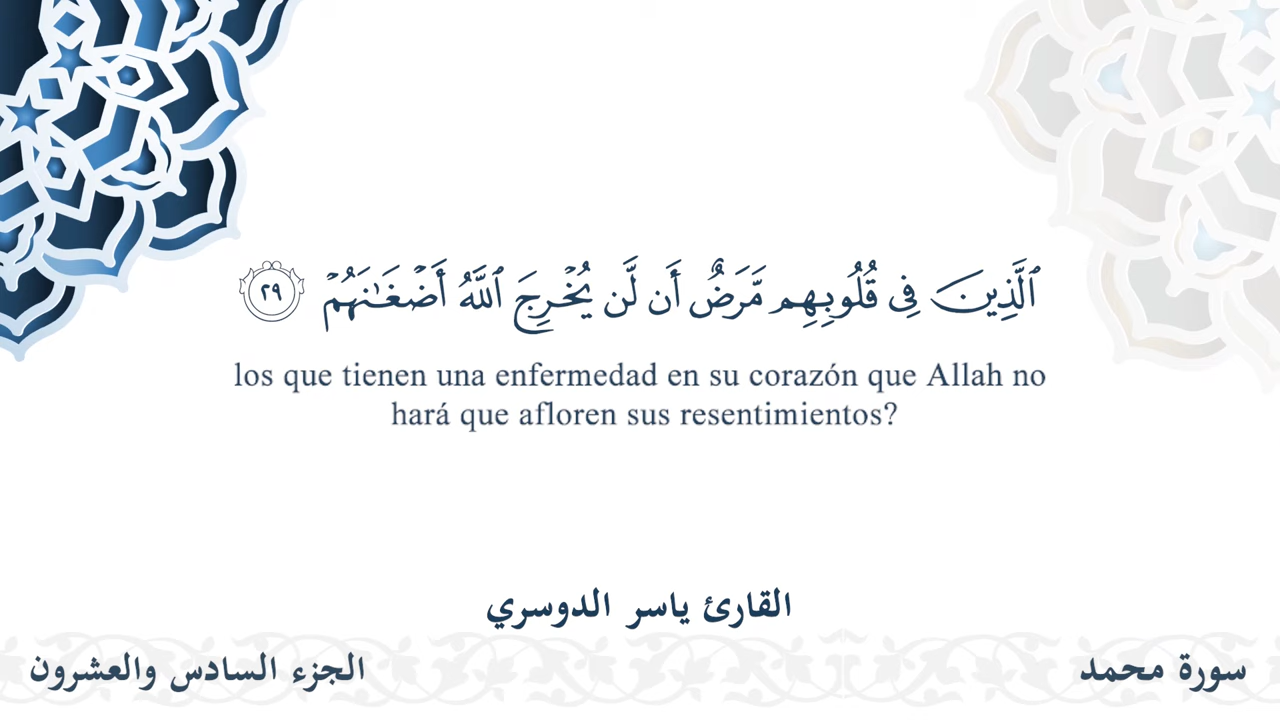 ٱلَّذِينَ فِى قُلُوبِهِم مَّرَضٌ أَن لَّن يُخْرِجَ ٱللَّهُ أَضْغَـٰنَهُمْ ٢٩
los que tienen una enfermedad en su corazón que Allah no
hará que afloren sus resentimientos?
القارئ ياسر الدوسري
سورة محمد
الجزء السادس والعشرون